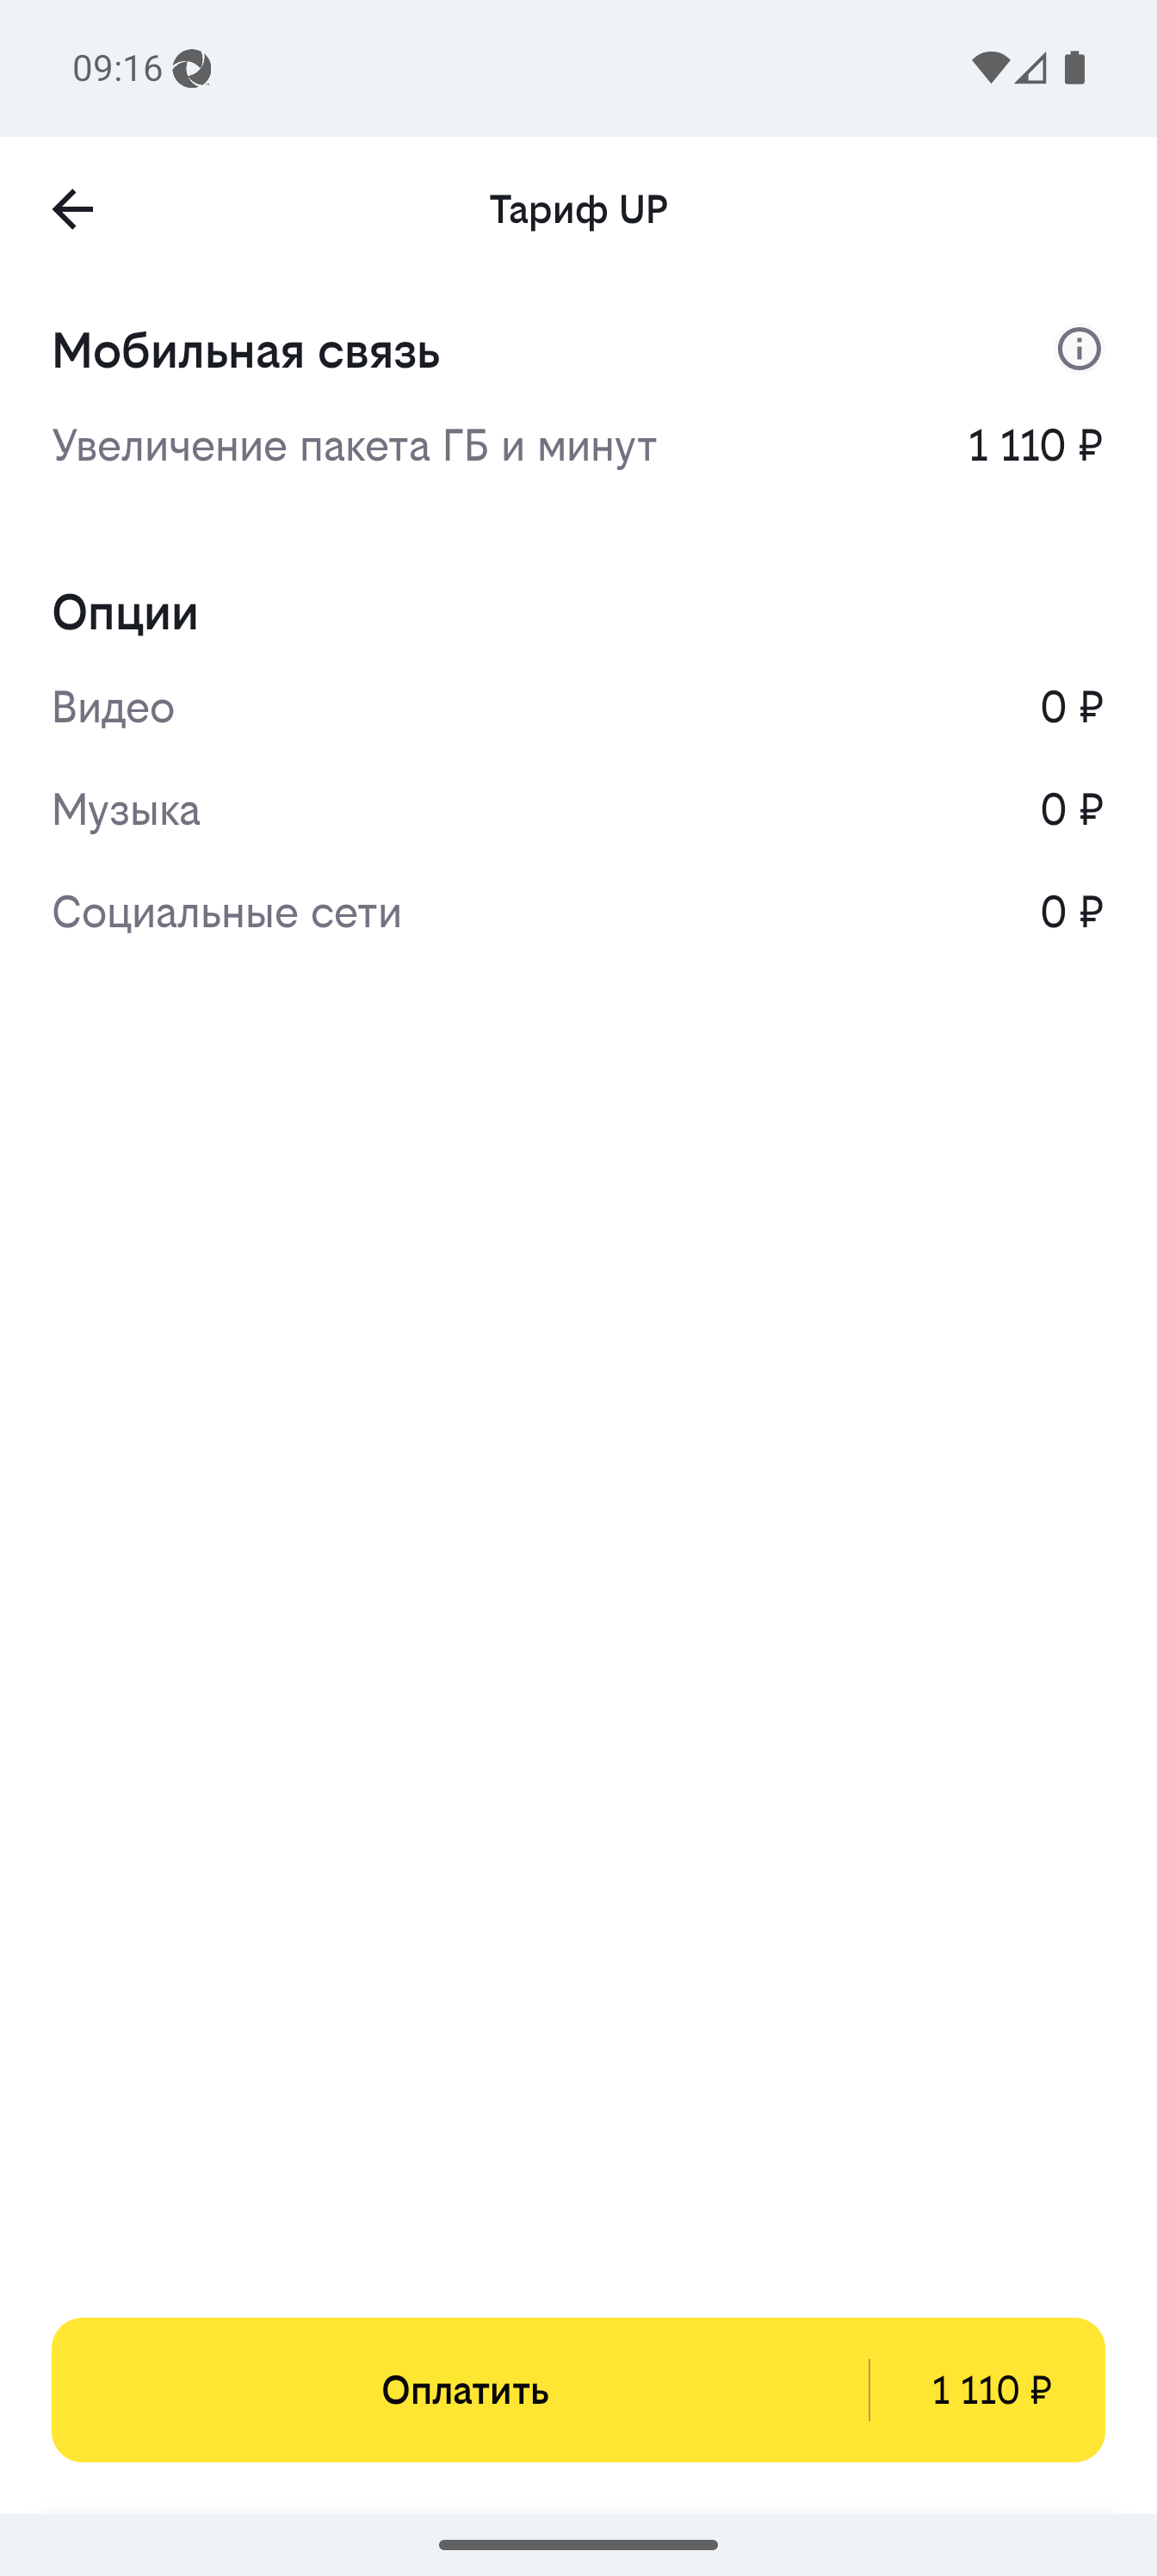 09:16
Тариф UP
Мобильная связь
Увеличение пакета ГБ и минут 1 110 ₽
Опции
Видео 0 ₽
Музыка 0 ₽
Социальные сети 0 ₽
Оплатить 1 110 ₽